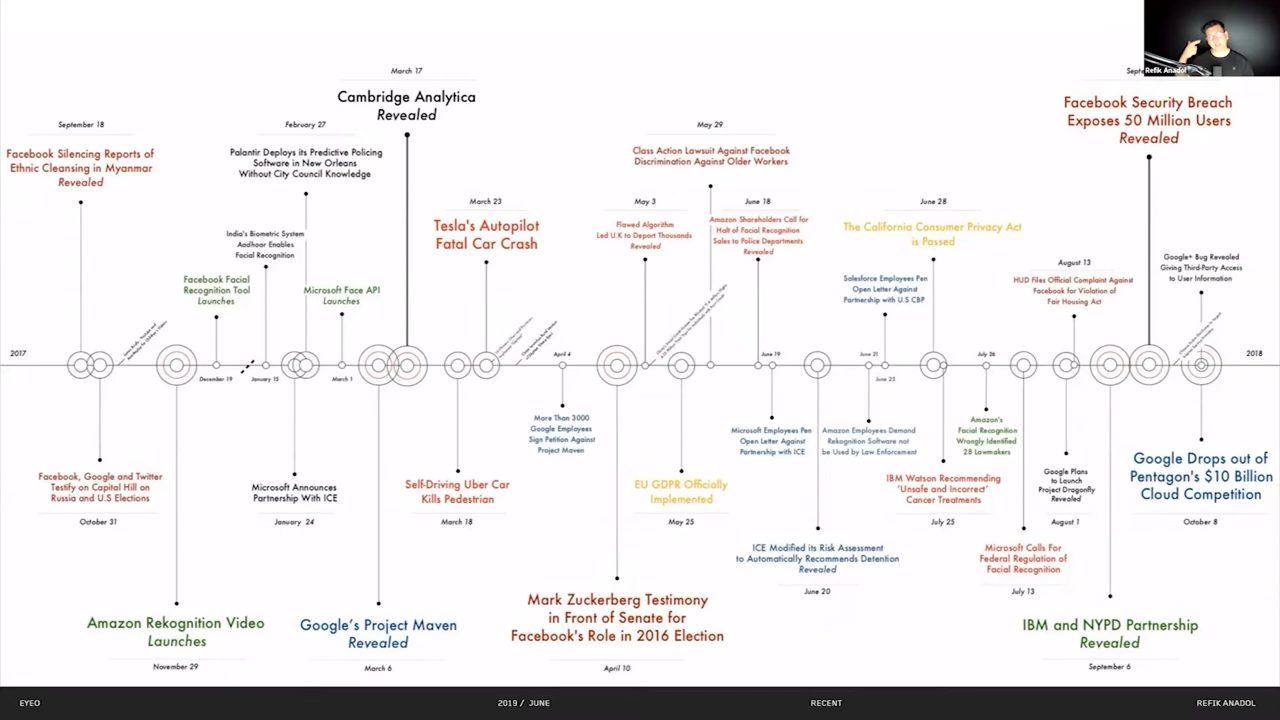 Refik Anadol
March 17
Cambridge Analytica
Revealed
Facebook Security Breach
Exposes 50 Million Users
Revealed
September 18
Facebook Silencing Reports of
Ethnic Cleansing in Myanmar
Revealed
February 27
Palantir Deploys its Predictive Policing
Software in New Orleans
Without City Council Knowledge
May 29
Class Action Lawsuit Against Facebook
Discrimination Against Older Workers
March 23
Tesla's Autopilot
Fatal Car Crash
May 3
Flawed Algorithm
Led U.K to Deport Thousands
Revealed
June 18
Amazon Shareholders Call for
Halt of Facial Recognition
Sales to Police Departments
Revealed
June 28
The California Consumer Privacy Act
is Passed
India's Biometric System
Aadhaar Enables
Facial Recognition
Facebook Facial
Recognition Tool
Launches
Microsoft Face API
Launches
Salesforce Employees Pen
Open Letter Against
Partnership with U.S CBP
August 13
HUD Files Official Complaint Against
Facebook for Violation of
Fair Housing Act
Google+ Bug Revealed
Giving Third-Party Access
to User Information
2017
December 19
January 15
March 1
April 4
June 19
June 21
June 25
July 26
2018
More Than 3000
Google Employees
Sign Petition Against
Project Maven
Microsoft Employees Pen
Open Letter Against
Partnership with ICE
Amazon Employees Demand
Rekognition Software not
be Used by Law Enforcement
Amazon's
Facial Recognition
Wrongly Identified
28 Lawmakers
Facebook, Google and Twitter
Testify on Capitol Hill on
Russia and U.S Elections
October 31
Microsoft Announces
Partnership With ICE
January 24
Self-Driving Uber Car
Kills Pedestrian
March 18
EU GDPR Officially
Implemented
May 25
IBM Watson Recommending
'Unsafe and Incorrect'
Cancer Treatments
July 25
Google Plans
to Launch
Project Dragonfly
Revealed
August 1
Google Drops out of
Pentagon's $10 Billion
Cloud Competition
October 8
ICE Modified its Risk Assessment
to Automatically Recommends Detention
Revealed
June 20
Microsoft Calls For
Federal Regulation of
Facial Recognition
July 13
Amazon Rekognition Video
Launches
November 29
Google's Project Maven
Revealed
March 6
Mark Zuckerberg Testimony
in Front of Senate for
Facebook's Role in 2016 Election
April 10
IBM and NYPD Partnership
Revealed
September 6
EYEO
2019 / JUNE
RECENT
REFIK ANADOL